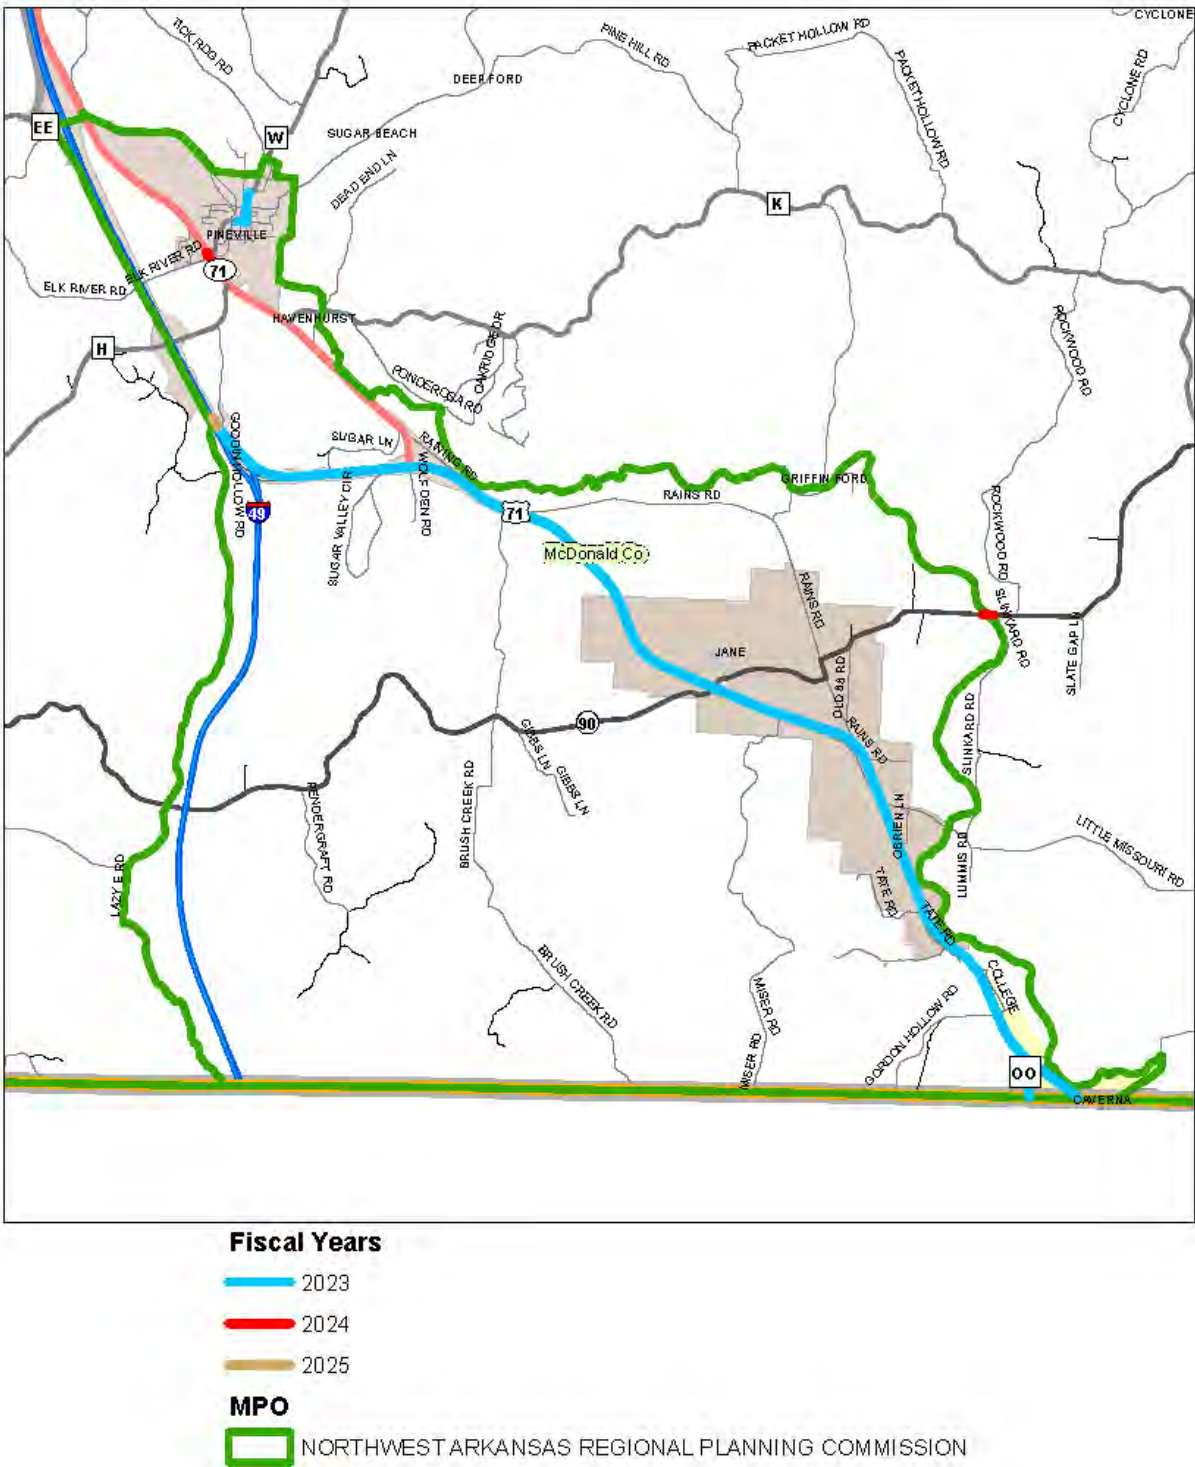 CYCLONE
TICK RDG RD
PINE HILL RD
PACKET HOLLOW RD
PACKET HOLLOW RD
CYCLONE RD
DEER FORD
EE
W
SUGAR BEACH
DEAD END LN
K
PINEVILLE
ELK RIVER RD
71
ELK RIVER RD
HAVENHURST
OAKRIDGE DR
ROCKWOOD RD
H
PONDEROSA RD
GOODIN HOLLOW RD
SUGAR LN
RAINING RD
WOLF DEN RD
GRIFFIN FORD
RAINS RD
49
SUGAR VALLEY CIR
71
McDonald Co
ROCKWOOD RD
RAINS RD
SLINKARD RD
SLATE GAP LN
JANE
OLD 88 RD
90
GIBBS LN
RAINS RD
SLINKARD RD
GIBBS LN
PENDERGRAFT RD
BRUSH CREEK RD
OBRIEN LN
LITTLE MISSOURI RD
LUMMIS RD
LAZY E RD
TATE RD
TATE RD
BRUSH CREEK RD
COLLEGE
MISER RD
GORDON HOLLOW RD
MISER RD
OO
CAVERNA
Fiscal Years
2023
2024
2025
MPO
NORTHWEST ARKANSAS REGIONAL PLANNING COMMISSION